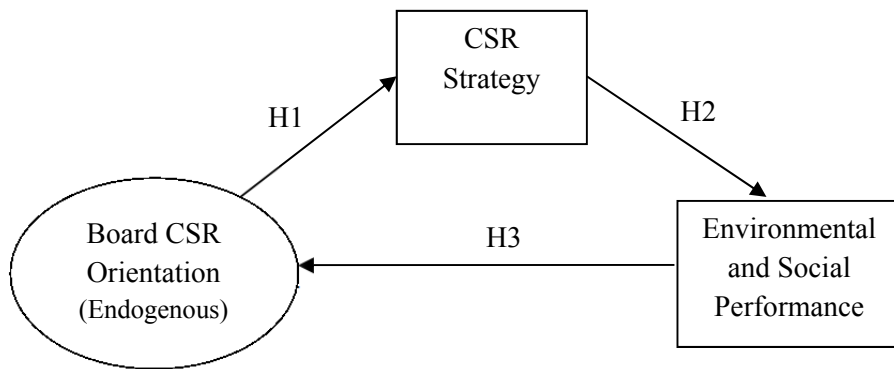 CSR
Strategy
H1
H2
Board CSR
Orientation
(Endogenous)
H3
Environmental
and Social
Performance